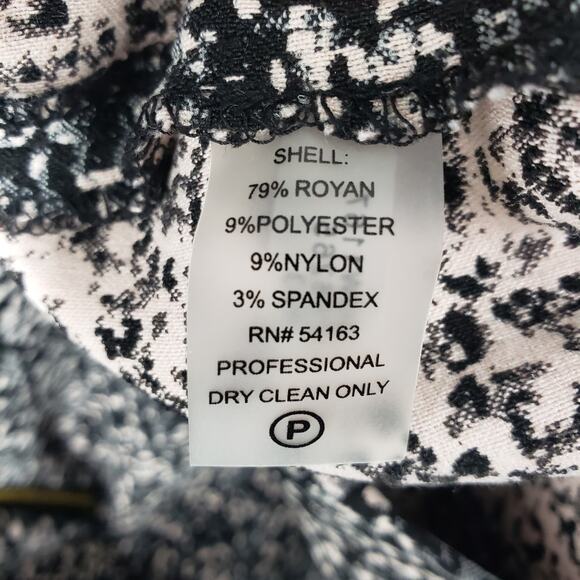 SHELL:
79% ROYAN
9%POLYESTER
9%NYLON
3% SPANDEX
RN# 54163
PROFESSIONAL
DRY CLEAN ONLY
P